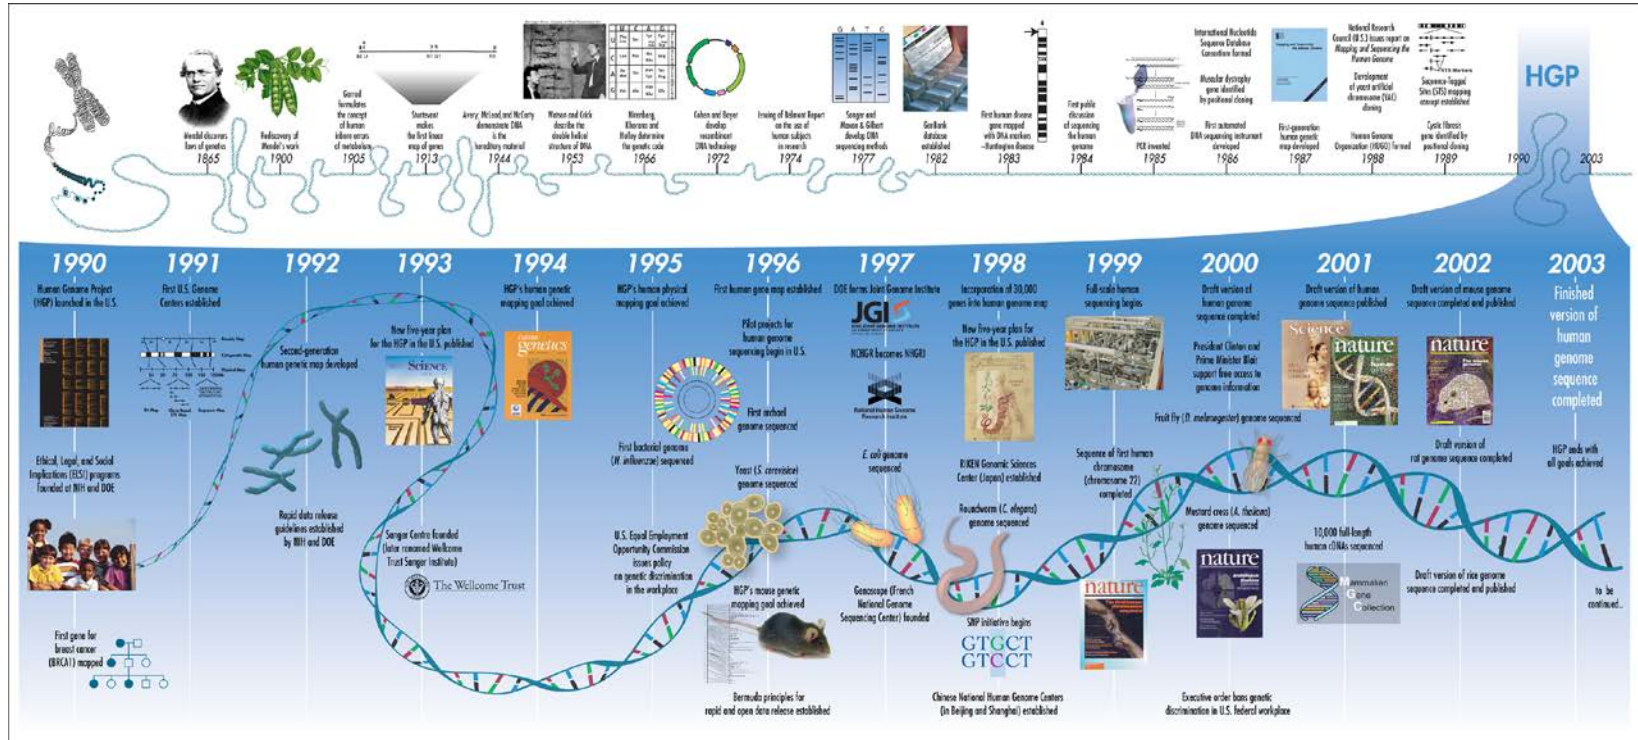 Mendel discovers
laws of genetics
1865
Rediscovery of
Mendel's work
1900
Garrod
formulates
the concept
of human
inborn errors
of metabolism
1905
Sturtevant
makes
the first linear
map of genes
1913
Avery, McLeod, and McCarty
demonstrate DNA
is the
hereditary material
1944
Watson and Crick
describe the
double helical
structure of DNA
1953
Nirenberg,
Khorana and
Holley determine
the genetic code
1966
Cohen and Boyer
develop
recombinant
DNA technology
1972
Issuing of Belmont Report
on the use of
human subjects
in research
1974
G A T C
Sanger and
Maxam & Gilbert
develop DNA
sequencing methods
1977
GenBank
database
established
1982
4
First human disease
gene mapped
with DNA markers
–Huntington disease
1983
First public
discussion
of sequencing
the human
genome
1984
PCR invented
1985
International Nucleotide
Sequence Database
Consortium formed
Muscular dystrophy
gene identified
by positional cloning
First automated
DNA sequencing instrument
developed
1986
First-generation
human genetic
map developed
1987
National Research
Council (U.S.) issues report on
Mapping and Sequencing the
Human Genome
Development
of yeast artificial
chromosome (YAC)
cloning
Human Genome
Organization (HUGO) formed
1988
STS Markers
Sequence-Tagged
Sites (STS) mapping
concept established
Cystic fibrosis
gene identified by
positional cloning
1989
HGP
1990
2003
1990
Human Genome Project
(HGP) launched in the U.S.
Ethical, Legal, and Social
Implications (ELSI) programs
founded at NIH and DOE
First gene for
breast cancer
(BRCA1) mapped
1991
First U.S. Genome
Centers established
1992
Second-generation
human genetic map developed
Rapid data release
guidelines established
by NIH and DOE
1993
New five-year plan
for the HGP in the U.S. published
Science
Sanger Centre founded
(later renamed Wellcome
Trust Sanger Institute)
The Wellcome Trust
1994
HGP's human genetic
mapping goal achieved
nature
genetics
1995
HGP's human physical
mapping goal achieved
First bacterial genome
(H. influenzae) sequenced
U.S. Equal Employment
Opportunity Commission
issues policy
on genetic discrimination
in the workplace
1996
First human gene map established
Pilot projects for
human genome
sequencing begin in U.S.
First archaeal
genome sequenced
Yeast (S. cerevisiae)
genome sequenced
HGP's mouse genetic
mapping goal achieved
Bermuda principles for
rapid and open data release established
1997
DOE forms Joint Genome Institute
JGI
NCHGR becomes NHGRI
National Human Genome
Research Institute
E. coli genome
sequenced
Genoscope (French
National Genome
Sequencing Center) founded
1998
Incorporation of 30,000
genes into human genome map
New five-year plan for
the HGP in the U.S. published
RIKEN Genomic Sciences
Center (Japan) established
Roundworm (C. elegans)
genome sequenced
SNP initiative begins
GTGCT
GTCCT
Chinese National Human Genome Centers
(in Beijing and Shanghai) established
1999
Full-scale human
sequencing begins
Sequence of first human
chromosome
(chromosome 22)
completed
nature
2000
Draft version of
human genome
sequence completed
President Clinton and
Prime Minister Blair
support free access to
genome information
Fruit fly (D. melanogaster) genome sequenced
Mustard cress (A. thaliana)
genome sequenced
nature
Executive order bans genetic
discrimination in U.S. federal workplace
2001
Draft version of human
genome sequence published
Science
nature
10,000 full-length
human cDNAs sequenced
Mammalian
Gene
Collection
2002
Draft version of mouse genome
sequence completed and published
nature
Draft version of
rat genome sequence completed
Draft version of rice genome
sequence completed and published
2003
Finished
version of
human
genome
sequence
completed
HGP ends with
all goals achieved
to be
continued...